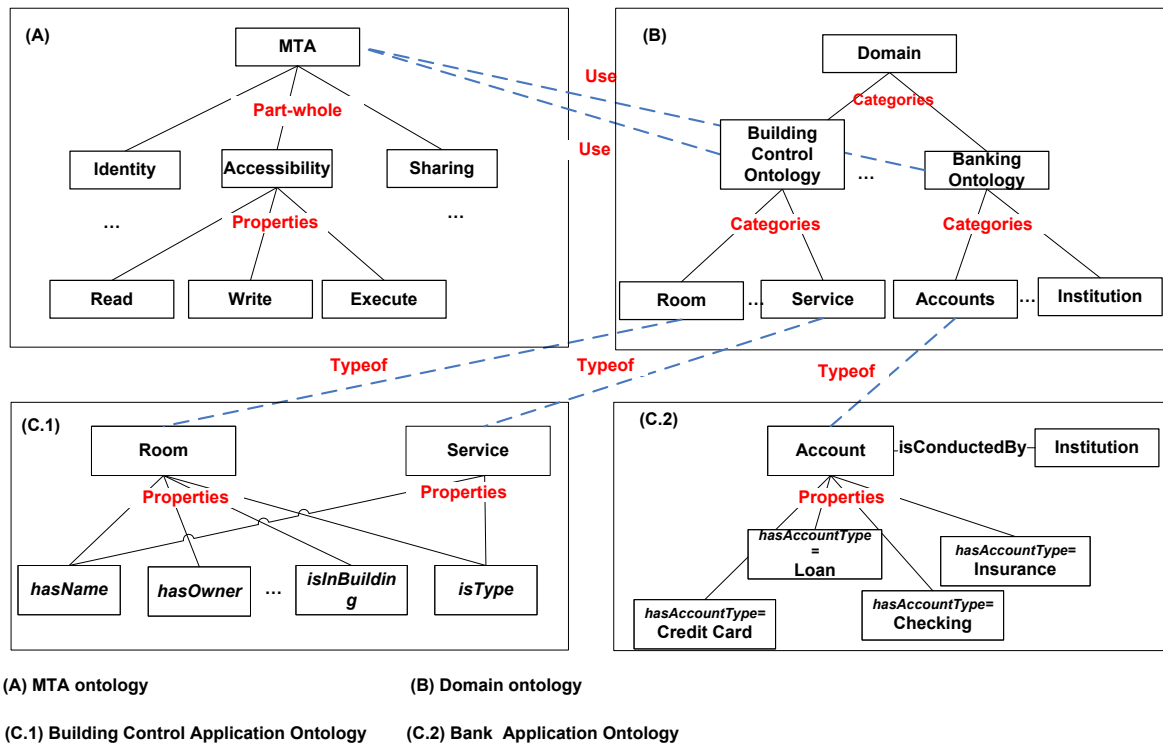 (A)
MTA
Part-whole
Identity
Accessibility
Sharing
...
...
Properties
Read
Write
Execute
Use
Use
(B)
Domain
Categories
Building
Control
Ontology
...
Banking
Ontology
Categories
Categories
Room
...
Service
Accounts
...
Institution
Typeof
Typeof
Typeof
(C.1)
Room
Service
Properties
Properties
hasName
hasOwner
...
isInBuildin
g
isType
(C.2)
Account
isConductedBy
Institution
Properties
hasAccountType
=
Loan
hasAccountType=
Insurance
hasAccountType=
Credit Card
hasAccountType=
Checking
(A) MTA ontology
(B) Domain ontology
(C.1) Building Control Application Ontology
(C.2) Bank Application Ontology